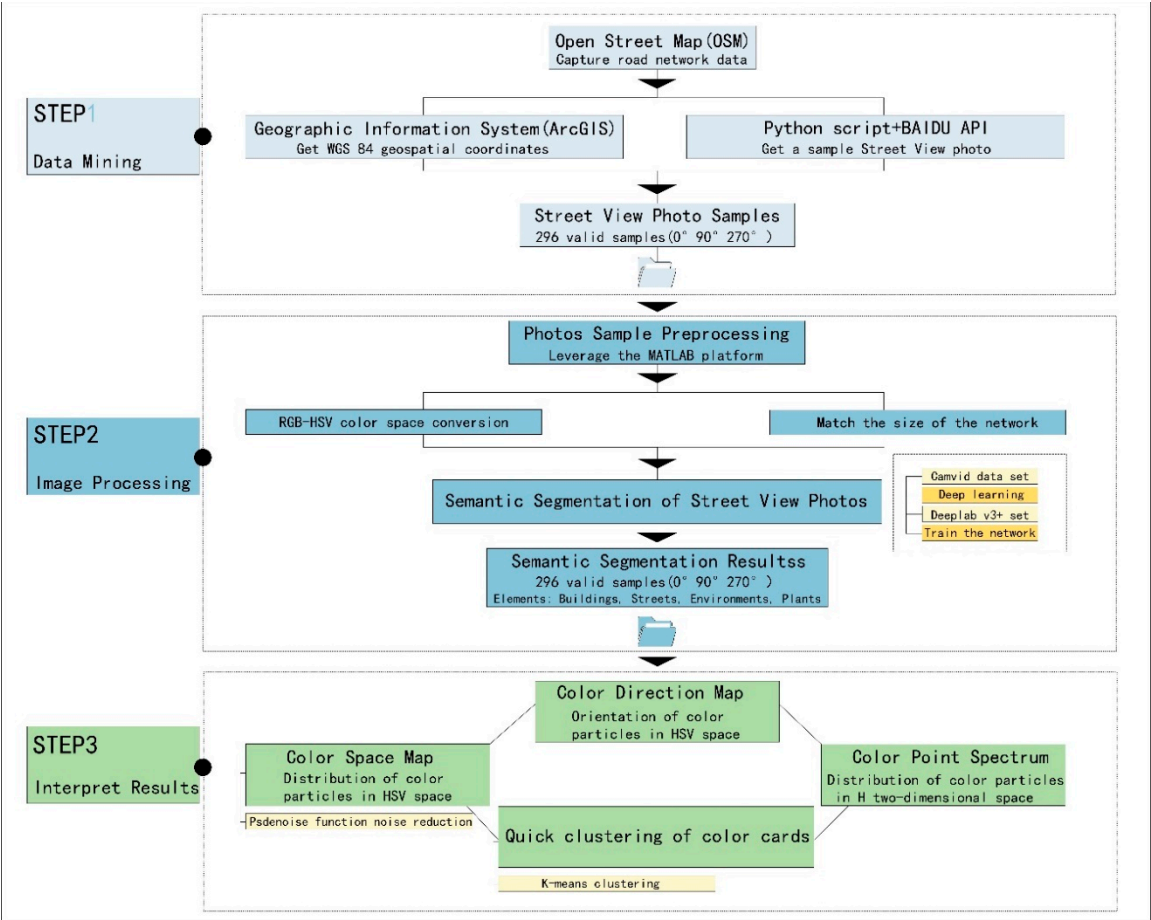 Open Street Map(OSM)
Capture road network data
STEP1
Data Mining
Geographic Information System(ArcGIS)
Get WGS 84 geospatial coordinates
Python script+BAIDU API
Get a sample Street View photo
Street View Photo Samples
296 valid samples(0° 90° 270° )
Photos Sample Preprocessing
Leverage the MATLAB platform
STEP2
Image Processing
RGB-HSV color space conversion
Match the size of the network
Semantic Segmentation of Street View Photos
Camvid data set
Deep learning
Deeplab v3+ set
Train the network
Semantic Segmentation Resultss
296 valid samples(0° 90° 270° )
Elements: Buildings, Streets, Environments, Plants
STEP3
Interpret Results
Color Direction Map
Orientation of color
particles in HSV space
Color Space Map
Distribution of color
particles in HSV space
Psdenoise function noise reduction
Color Point Spectrum
Distribution of color particles
in H two-dimensional space
Quick clustering of color cards
K-means clustering